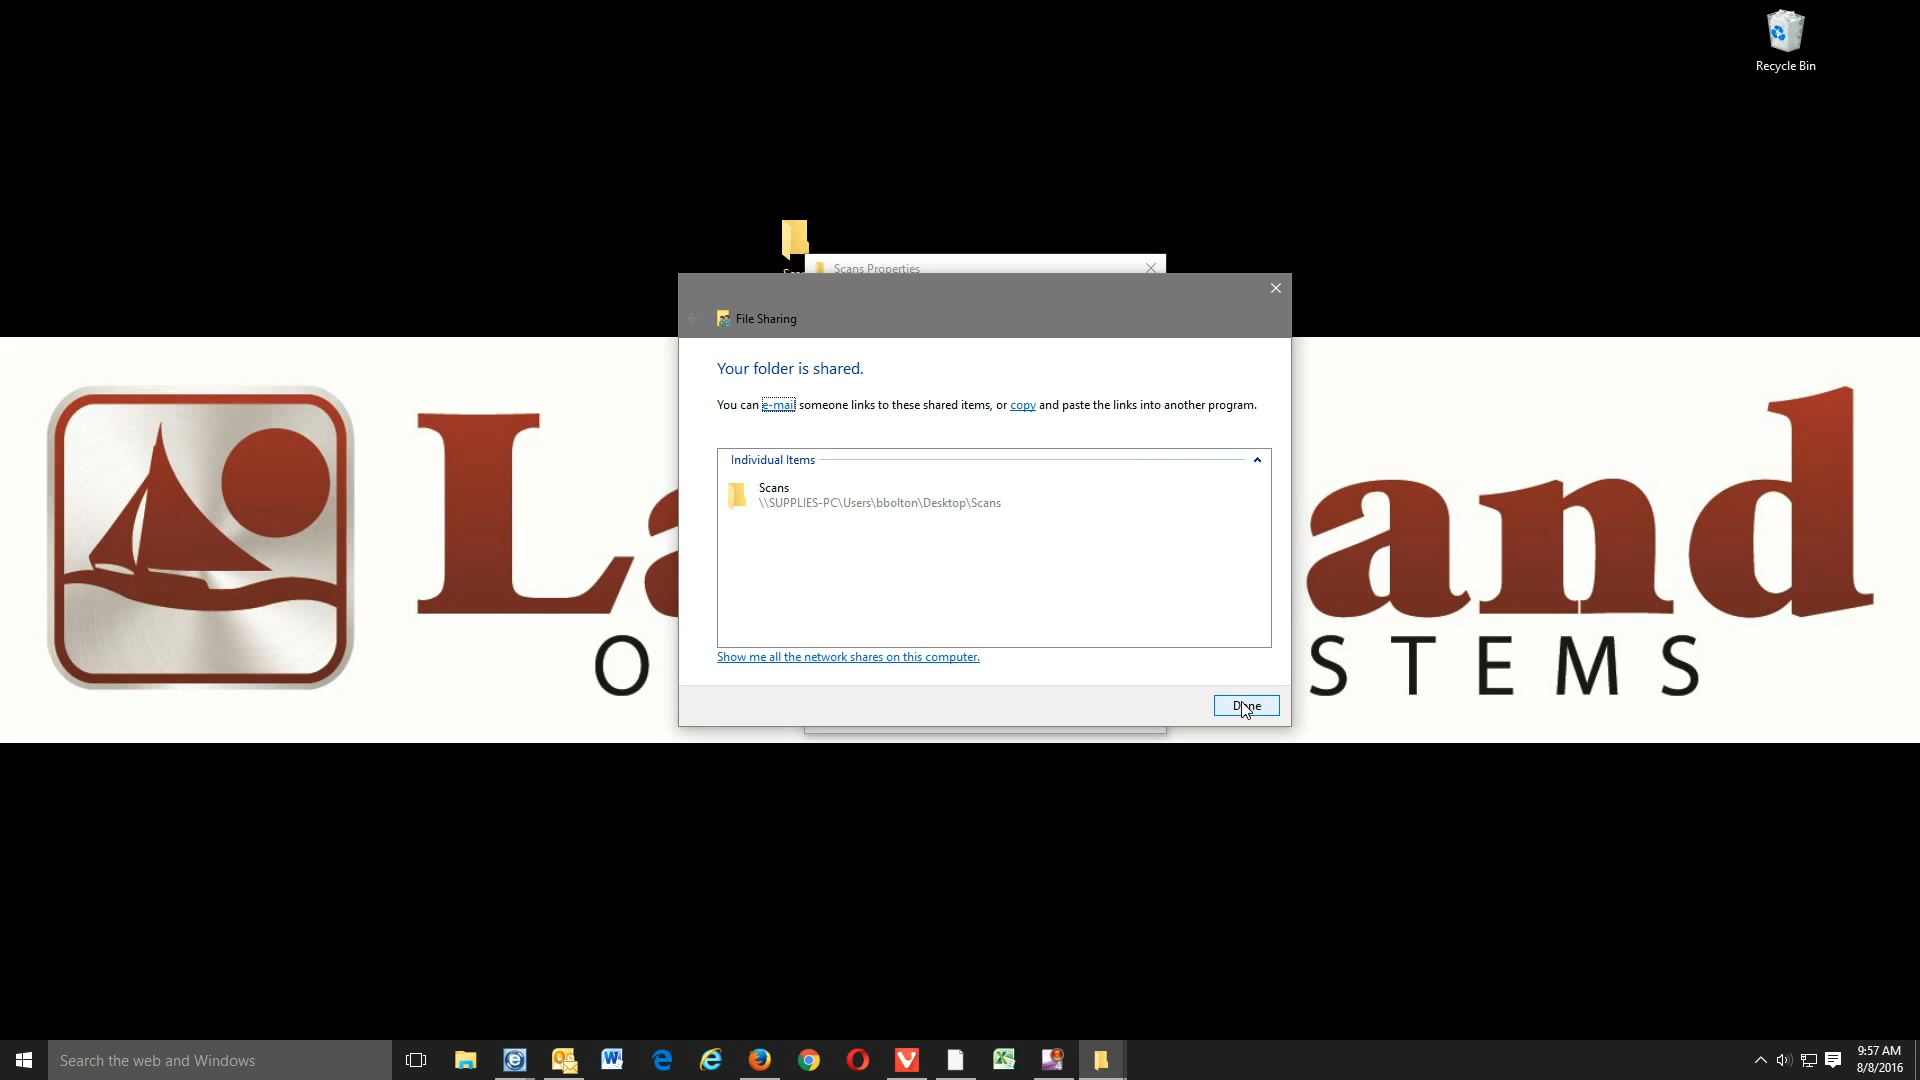 Recycle Bin
Scans Properties
File Sharing
Your folder is shared.
You can e-mail someone links to these shared items, or copy and paste the links into another program.
Individual Items
Scans
\\SUPPLIES-PC\Users\bbolton\Desktop\Scans
Show me all the network shares on this computer.
Done
La and
O STEMS
Search the web and Windows
9:57 AM
8/8/2016